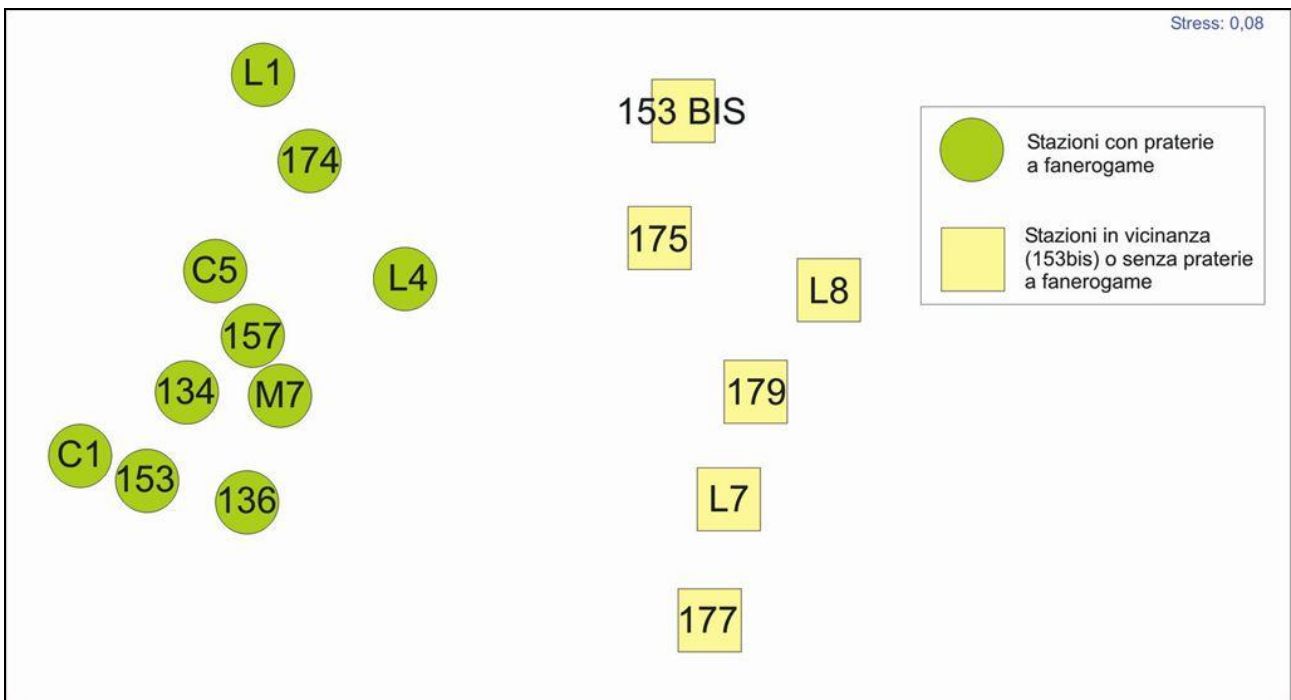 Stress: 0,08
L1
153 BIS
174
175
C5
L4
L8
157
134
M7
179
C1
153
136
L7
177
Stazioni con praterie
a fanerogame
Stazioni in vicinanza
(153bis) o senza praterie
a fanerogame